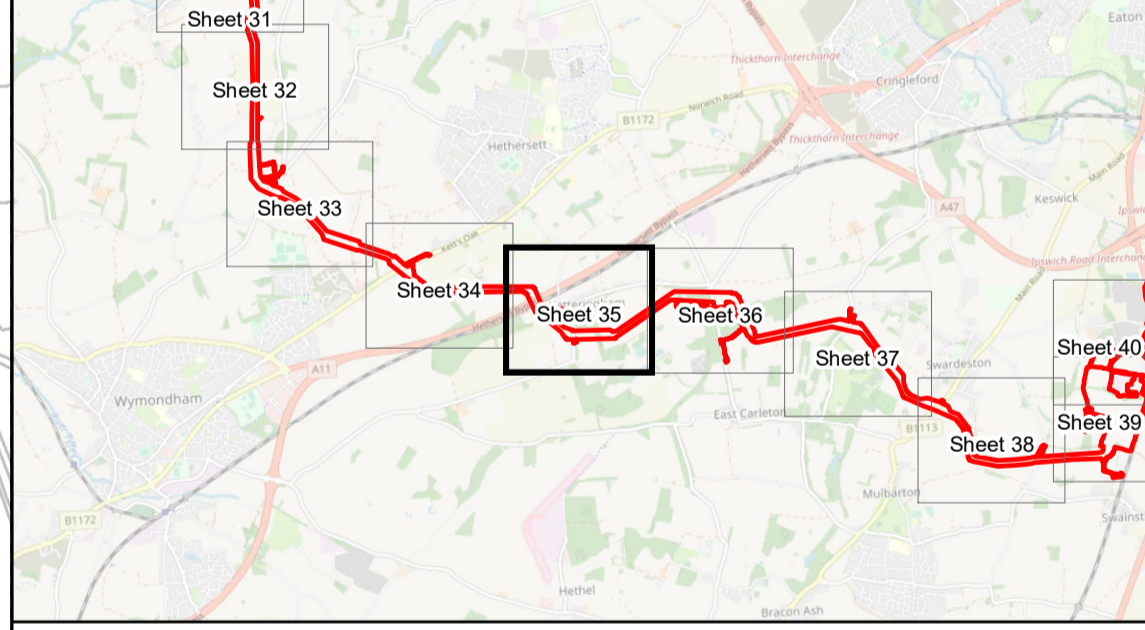 Sheet 31
Eaton
Thickthorn Interchange
Cringleford
Sheet 32
Norwich Road
B1172
Hethersett
Thickthorn Interchange
Hethersett Bypass
Main Road
Keswick
A47
Sheet 33
Kett's Oak
Ipswich Road Interchange
Main Road
Sheet 34
Sheet 35
Sheet 36
Sheet 37
Sheet 40
A11
Swardeston
Wymondham
East Carleton
B1113
Sheet 39
Sheet 38
Mulbarton
B1172
Hethel
Bracon Ash